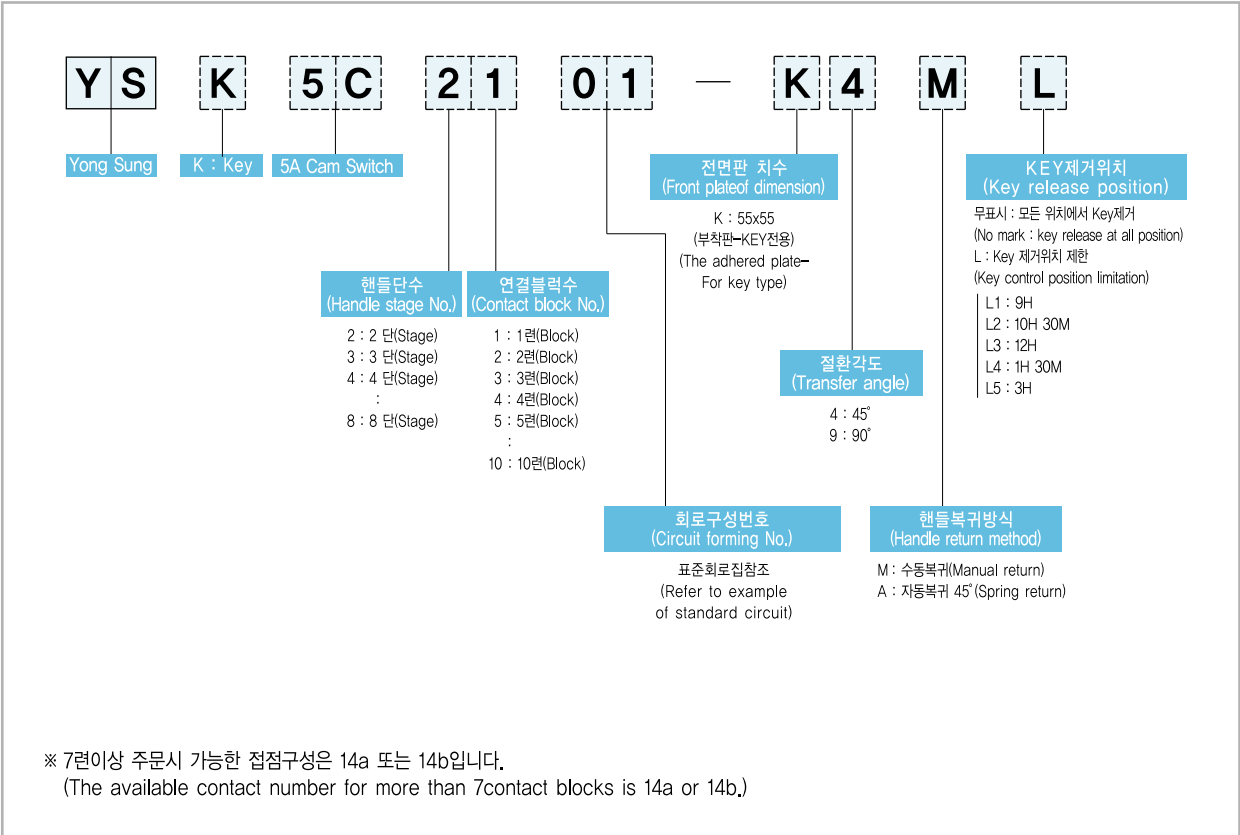 YS K 5C 21 01 — K4 M L
Yong Sung
K : Key
5A Cam Switch
전면판 치수
(Front plateof dimension)
K : 55x55
(부착판-KEY전용)
(The adhered plate-
For key type)
KEY제거위치
(Key release position)
무표시 : 모든 위치에서 Key제거
(No mark : key release at all position)
L : Key 제거위치 제한
(Key control position limitation)
L1 : 9H
L2 : 10H 30M
L3 : 12H
L4 : 1H 30M
L5 : 3H
핸들단수
(Handle stage No.)
2 : 2 단(Stage)
3 : 3 단(Stage)
4 : 4 단(Stage)
:
8 : 8 단(Stage)
연결블럭수
(Contact block No.)
1 : 1련(Block)
2 : 2련(Block)
3 : 3련(Block)
4 : 4련(Block)
5 : 5련(Block)
:
10 : 10련(Block)
절환각도
(Transfer angle)
4 : 45°
9 : 90°
회로구성번호
(Circuit forming No.)
표준회로집참조
(Refer to example
of standard circuit)
핸들복귀방식
(Handle return method)
M : 수동복귀(Manual return)
A : 자동복귀 45°(Spring return)
※ 7련이상 주문시 가능한 접점구성은 14a 또는 14b입니다.
(The available contact number for more than 7contact blocks is 14a or 14b.)